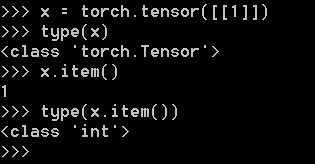 >>> x = torch.tensor([[1]])
>>> type(x)
<class 'torch.Tensor'>
>>> x.item()
1
>>> type(x.item())
<class 'int'>
>>>